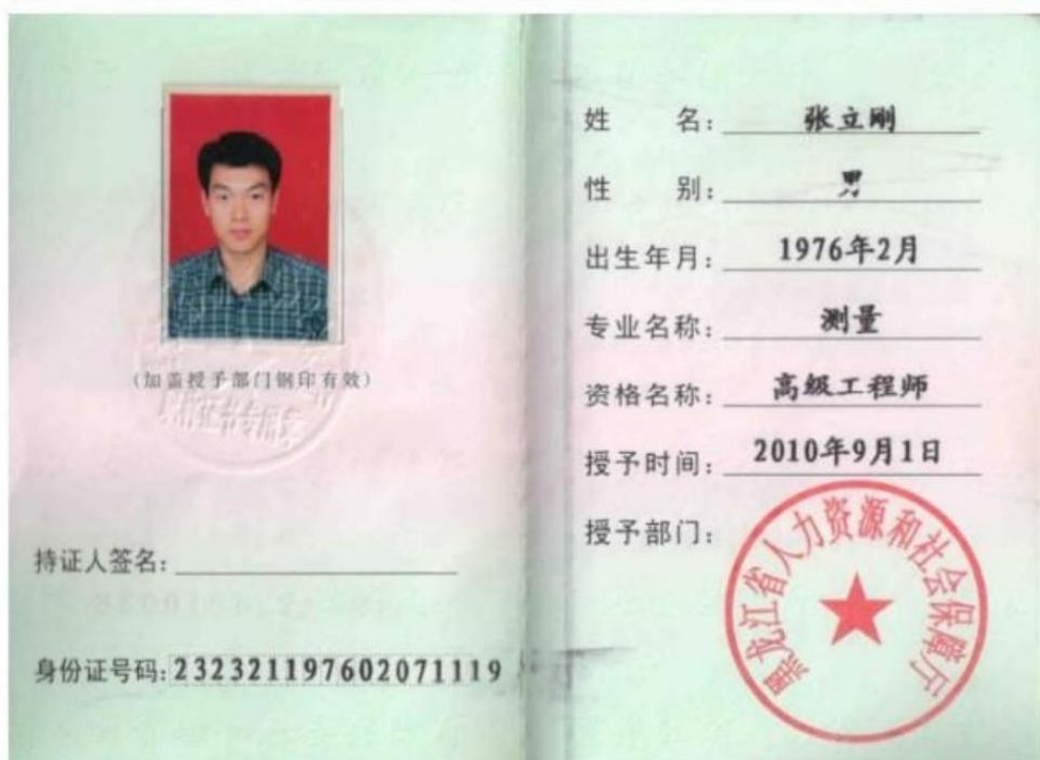 (加盖授予部门钢印有效)
持证人签名:
身份证号码:232321197602071119
姓 名: 张立刚
性 别: 男
出生年月: 1976年2月
专业名称: 测量
资格名称: 高级工程师
授予时间: 2010年9月1日
授予部门:
黑龙江省人力资源和社会保障厅